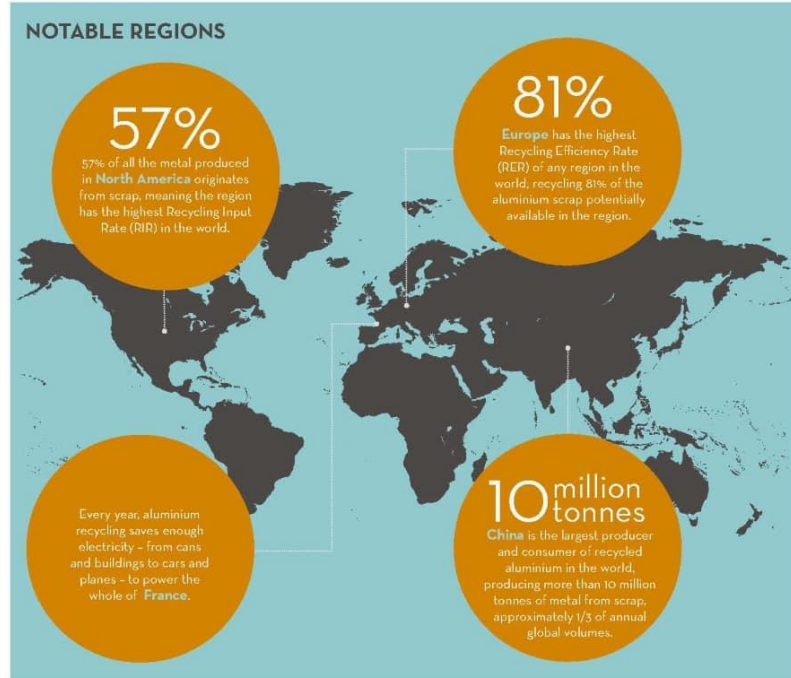 NOTABLE REGIONS
57%
57% of all the metal produced
in North America originates
from scrap, meaning the region
has the highest Recycling Input
Rate (RIR) in the world.
81%
Europe has the highest
Recycling Efficiency Rate
(RER) of any region in the
world, recycling 81% of the
aluminium scrap potentially
available in the region.
Every year, aluminium
recycling saves enough
electricity – from cans
and buildings to cars and
planes – to power the
whole of France.
10 million
tonnes
China is the largest producer
and consumer of recycled
aluminium in the world,
producing more than 10 million
tonnes of metal from scrap,
approximately 1/3 of annual
global volumes.